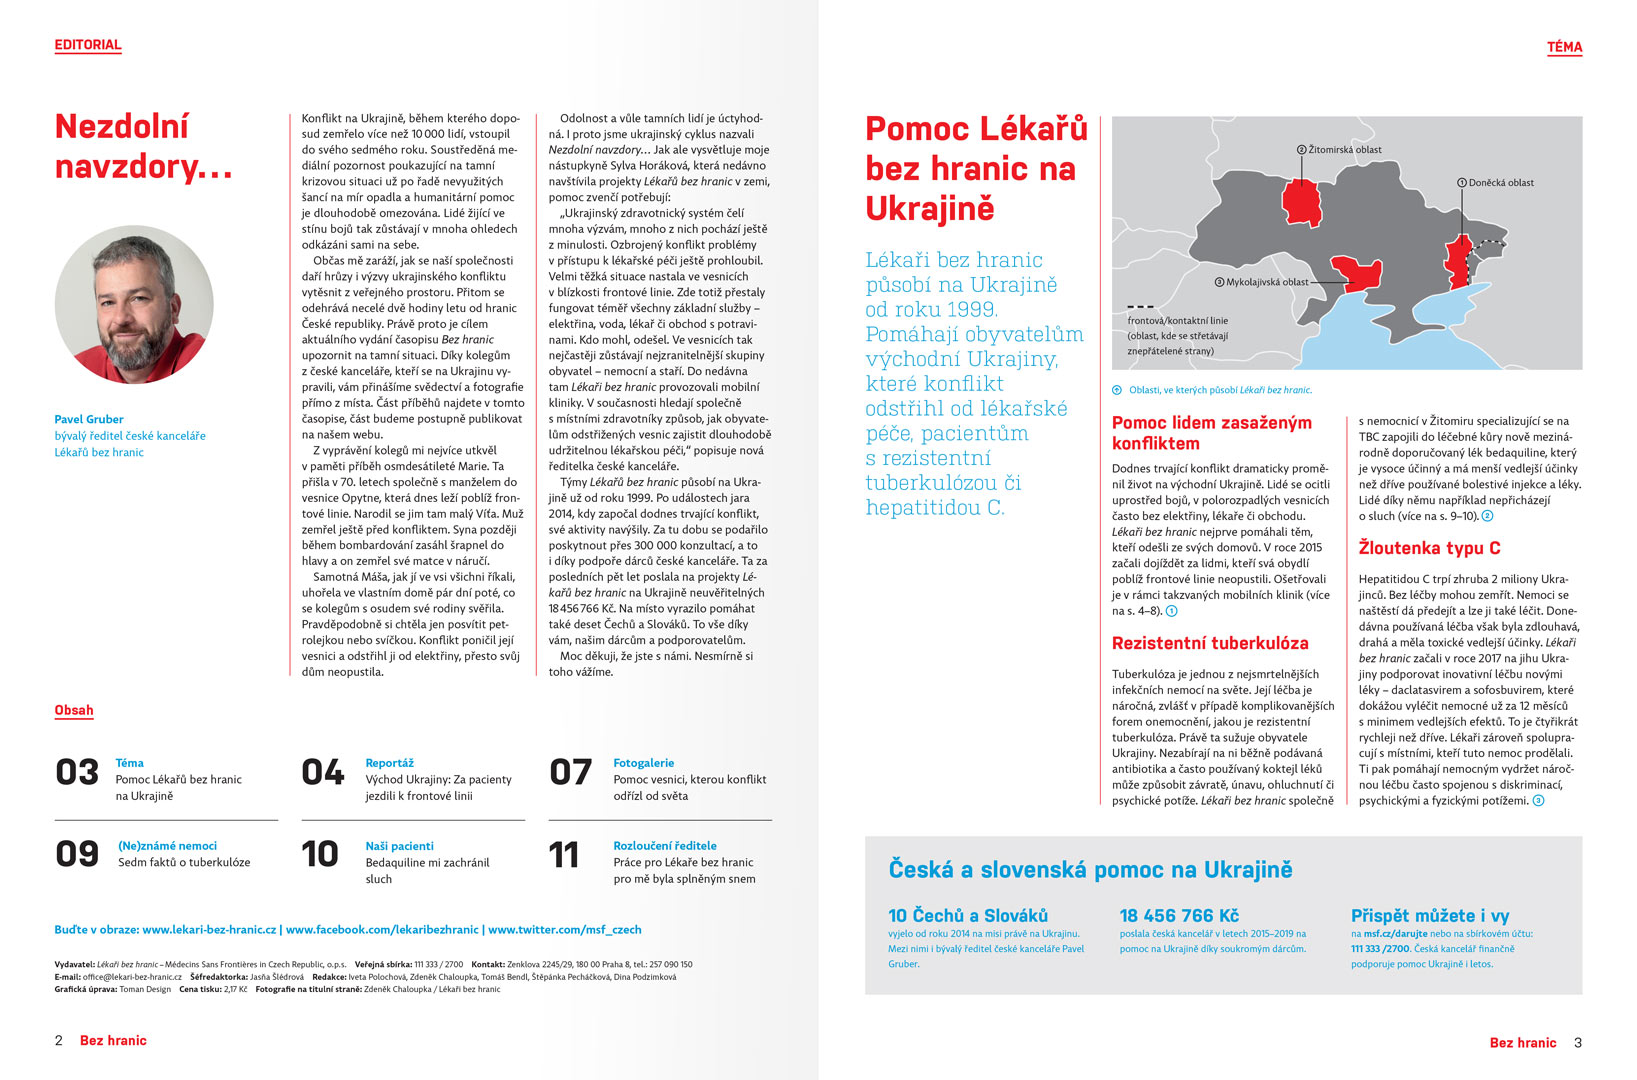 EDITORIAL
Nezdolní
navzdory…
Pavel Gruber
bývalý ředitel české kanceláře
Lékařů bez hranic
Konflikt na Ukrajině, během kterého dopo-
sud zemřelo více než 10 000 lidí, vstoupil
do svého sedmého roku. Soustředěná me-
diální pozornost poukazující na tamní
krizovou situaci už po řadě nevyužitých
šancí na mír opadla a humanitární pomoc
je dlouhodobě omezována. Lidé žijící ve
stínu bojů tak zůstávají v mnoha ohledech
odkázáni sami na sebe.
Občas mě zaráží, jak se naší společnosti
daří hrůzy i výzvy ukrajinského konfliktu
vytěsnit z veřejného prostoru. Přitom se
odehrává necelé dvě hodiny letu od hranic
České republiky. Právě proto je cílem
aktuálního vydání časopisu Bez hranic
upozornit na tamní situaci. Díky kolegům
z české kanceláře, kteří se na Ukrajinu vy-
pravili, vám přinášíme svědectví a fotografie
přímo z místa. Část příběhů najdete v tomto
časopise, část budeme postupně publikovat
na našem webu.
Z vyprávění kolegů mi nejvíce utkvěl
v paměti příběh osmdesátileté Marie. Ta
přišla v 70. letech společně s manželem do
vesnice Opytne, která dnes leží poblíž fron-
tové linie. Narodil se jim tam malý Víťa. Muž
zemřel ještě před konfliktem. Syna později
během bombardování zasáhl šrapnel do
hlavy a on zemřel své matce v náručí.
Samotná Máša, jak jí ve vsi všichni říkali,
uhořela ve vlastním domě pár dní poté, co
se kolegům s osudem své rodiny svěřila.
Pravděpodobně si chtěla jen posvítit pet-
rolejkou nebo svíčkou. Konflikt poničil její
vesnici a odstřihl ji od elektřiny, přesto svůj
dům neopustila.
Odolnost a vůle tamních lidí je úctyhod-
ná. I proto jsme ukrajinský cyklus nazvali
Nezdolní navzdory… Jak ale vysvětluje moje
nástupkyně Sylva Horáková, která nedávno
navštívila projekty Lékařů bez hranic v zemi,
pomoc zvenčí potřebují:
„Ukrajinský zdravotnický systém čelí
mnoha výzvám, mnoho z nich pochází ještě
z minulosti. Ozbrojený konflikt problémy
v přístupu k lékařské péči ještě prohloubil.
Velmi těžká situace nastala ve vesnicích
v blízkosti frontové linie. Zde totiž přestaly
fungovat téměř všechny základní služby –
elektřina, voda, lékař či obchod s potravi-
nami. Kdo mohl, odešel. Ve vesnicích tak
nejčastěji zůstávají nejzranitelnější skupiny
obyvatel – nemocní a staří. Do nedávna
tam Lékaři bez hranic provozovali mobilní
kliniky. V současnosti hledají společně
s místními zdravotníky způsob, jak obyvate-
lům odstřižených vesnic zajistit dlouhodobě
udržitelnou lékařskou péči,“ popisuje nová
ředitelka české kanceláře.
Týmy Lékařů bez hranic působí na Ukra-
jině už od roku 1999. Po událostech jara
2014, kdy započal dodnes trvající konflikt,
své aktivity navýšily. Za tu dobu se podařilo
poskytnout přes 300 000 konzultací, a to
i díky podpoře dárců české kanceláře. Ta za
posledních pět let poslala na projekty Lé-
kařů bez hranic na Ukrajině neuvěřitelných
18 456 766 Kč. Na místo vyrazilo pomáhat
také deset Čechů a Slováků. To vše díky
vám, našim dárcům a podporovatelům.
Moc děkuji, že jste s námi. Nesmírně si
toho vážíme.
Obsah
03 Téma
Pomoc Lékařů bez hranic
na Ukrajině
04 Reportáž
Východ Ukrajiny: Za pacienty
jezdili k frontové linii
07 Fotogalerie
Pomoc vesnici, kterou konflikt
odřízl od světa
09 (Ne)známé nemoci
Sedm faktů o tuberkulóze
10 Naši pacienti
Bedaquiline mi zachránil
sluch
11 Rozloučení ředitele
Práce pro Lékaře bez hranic
pro mě byla splněným snem
Buďte v obraze: www.lekari-bez-hranic.cz | www.facebook.com/lekaribezhranic | www.twitter.com/msf_czech
Vydavatel: Lékaři bez hranic – Médecins Sans Frontières in Czech Republic, o.p.s. Veřejná sbírka: 111 333 / 2700 Kontakt: Zenklova 2245/29, 180 00 Praha 8, tel.: 257 090 150
E-mail: office@lekari-bez-hranic.cz Šéfredaktorka: Jasňa Šlédrová Redakce: Iveta Polochová, Zdeněk Chaloupka, Tomáš Bendl, Štěpánka Pecháčková, Dina Podzimková
Grafická úprava: Toman Design Cena tisku: 2,17 Kč Fotografie na titulní straně: Zdeněk Chaloupka / Lékaři bez hranic
2 Bez hranic
TÉMA
Pomoc Lékařů
bez hranic na
Ukrajině
Lékaři bez hranic
působí na Ukrajině
od roku 1999.
Pomáhají obyvatelům
východní Ukrajiny,
které konflikt
odstřihl od lékařské
péče, pacientům
s rezistentní
tuberkulózou či
hepatitidou C.
2 Žitomirská oblast
1 Doněcká oblast
3 Mykolajivská oblast
frontová/kontaktní linie
(oblast, kde se střetávají
znepřátelené strany)
Oblasti, ve kterých působí Lékaři bez hranic.
Pomoc lidem zasaženým
konfliktem
Dodnes trvající konflikt dramaticky promě-
nil život na východní Ukrajině. Lidé se ocitli
uprostřed bojů, v polorozpadlých vesnicích
často bez elektřiny, lékaře či obchodu.
Lékaři bez hranic nejprve pomáhali těm,
kteří odešli ze svých domovů. V roce 2015
začali dojíždět za lidmi, kteří svá obydlí
poblíž frontové linie neopustili. Ošetřovali
je v rámci takzvaných mobilních klinik (více
na s. 4–8). 1
Rezistentní tuberkulóza
Tuberkulóza je jednou z nejsmrtelnějších
infekčních nemocí na světe. Její léčba je
náročná, zvlášť v případě komplikovanějších
forem onemocnění, jakou je rezistentní
tuberkulóza. Právě ta sužuje obyvatele
Ukrajiny. Nezabírají na ni běžně podávaná
antibiotika a často používaný koktejl léků
může způsobit závratě, únavu, ohluchnutí či
psychické potíže. Lékaři bez hranic společně
s nemocnicí v Žitomiru specializující se na
TBC zapojili do léčebné kůry nově meziná-
rodně doporučovaný lék bedaquiline, který
je vysoce účinný a má menší vedlejší účinky
než dříve používané bolestivé injekce a léky.
Lidé díky němu například nepřicházejí
o sluch (více na s. 9–10). 2
Žloutenka typu C
Hepatitidou C trpí zhruba 2 miliony Ukra-
jinců. Bez léčby mohou zemřít. Nemoci se
naštěstí dá předejít a lze ji také léčit. Done-
dávna používaná léčba však byla zdlouhavá,
drahá a měla toxické vedlejší účinky. Lékaři
bez hranic začali v roce 2017 na jihu Ukra-
jiny podporovat inovativní léčbu novými
léky – daclatasvirem a sofosbuvirem, které
dokážou vyléčit nemocné už za 12 měsíců
s minimem vedlejších efektů. To je čtyřikrát
rychleji než dříve. Lékaři zároveň spolupra-
cují s místními, kteří tuto nemoc prodělali.
Ti pak pomáhají nemocným vydržet nároč-
nou léčbu často spojenou s diskriminací,
psychickými a fyzickými potížemi. 3
Česká a slovenská pomoc na Ukrajině
10 Čechů a Slováků
vyjelo od roku 2014 na misi právě na Ukrajinu.
Mezi nimi i bývalý ředitel české kanceláře Pavel
Gruber.
18 456 766 Kč
poslala česká kancelář v letech 2015–2019 na
pomoc na Ukrajině díky soukromým dárcům.
Přispět můžete i vy
na msf.cz/darujte nebo na sbírkovém účtu:
111 333 /2700. Česká kancelář finančně
podporuje pomoc Ukrajině i letos.
Bez hranic 3